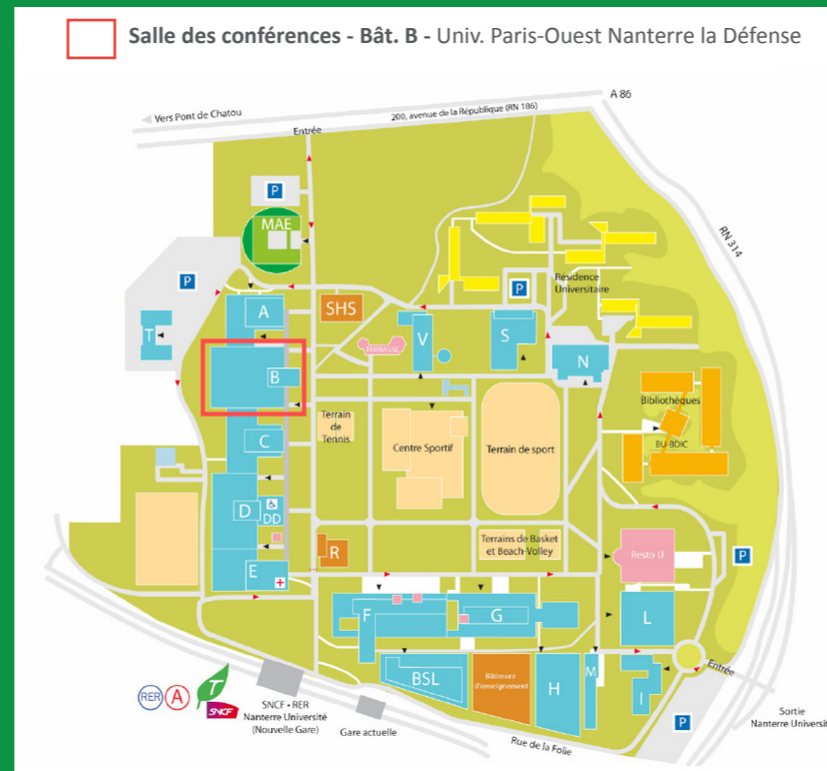 Salle des conférences - Bât. B - Univ. Paris-Ouest Nanterre la Défense
A 86
Vers Pont de Chatou
200, avenue de la République (RN 186)
Entrée
P
MAE
RN 314
P
P
Résidence
Universitaire
A
SHS
T
V
S
TERRASSE
N
B
Bibliothèques
Terrain
de
Tennis
Centre Sportif
Terrain de sport
BU-BDIC
C
D
DD
Terrains de Basket
et Beach-Volley
R
Resto U
P
E
F
G
L
BSL
Bâtiment
d'enseignement
H
M
I
Entrée
RER
A
T
SNCF
SNCF • RER
Nanterre Université
(Nouvelle Gare)
Gare actuelle
P
Sortie
Nanterre Universit
Rue de la Folie